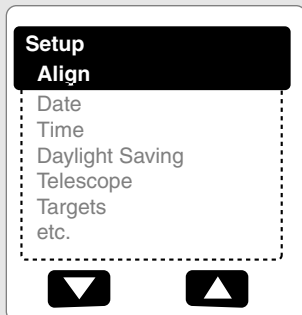 Setup
Align
Date
Time
Daylight Saving
Telescope
Targets
etc.